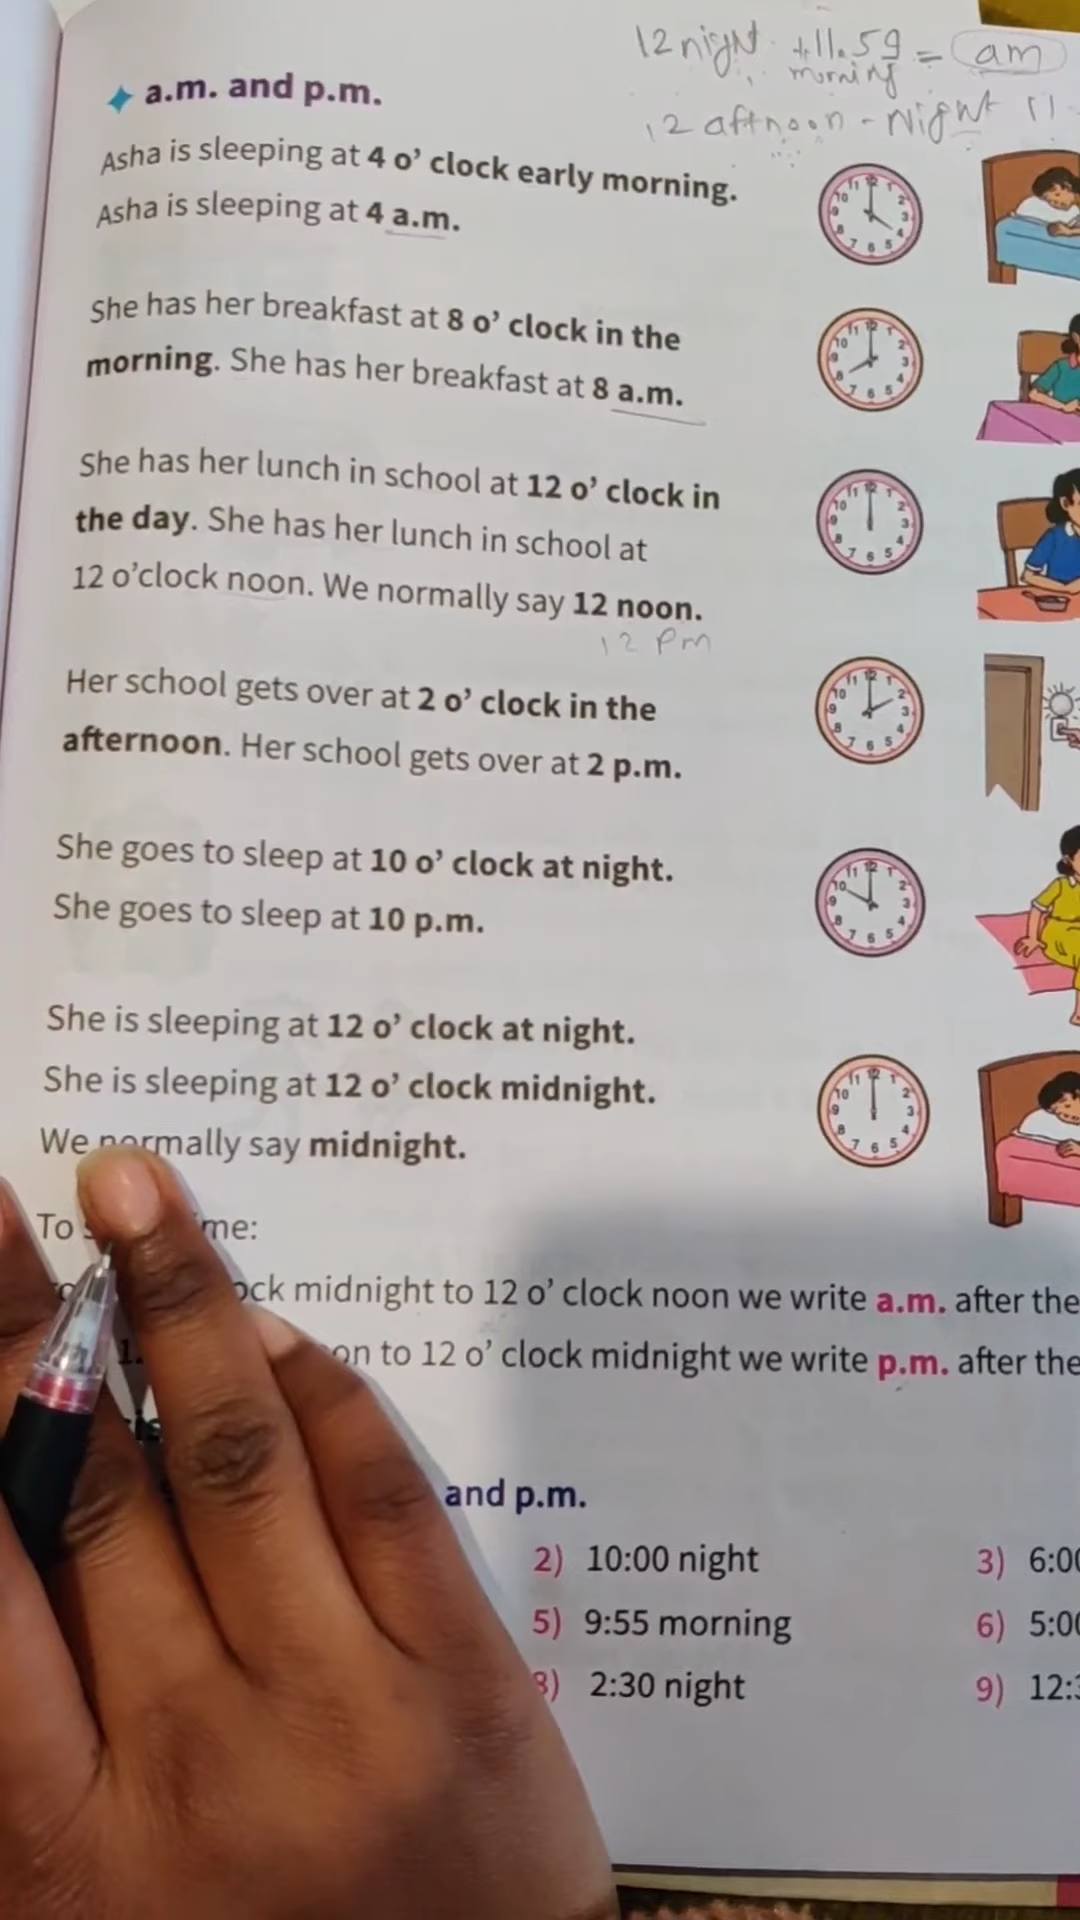 12 night to 11.59 = am
morning
12 aftnoon - Night 11
a.m. and p.m.
Asha is sleeping at 4 o' clock early morning.
Asha is sleeping at 4 a.m.
She has her breakfast at 8 o' clock in the
morning. She has her breakfast at 8 a.m.
She has her lunch in school at 12 o' clock in
the day. She has her lunch in school at
12 o'clock noon. We normally say 12 noon.
12 Pm
Her school gets over at 2 o' clock in the
afternoon. Her school gets over at 2 p.m.
She goes to sleep at 10 o' clock at night.
She goes to sleep at 10 p.m.
She is sleeping at 12 o' clock at night.
She is sleeping at 12 o' clock midnight.
We normally say midnight.
To
midnight to 12 o' clock noon we write a.m. after the
to 12 o' clock midnight we write p.m. after the
and p.m.
2) 10:00 night 3) 6:00
5) 9:55 morning 6) 5:00
8) 2:30 night 9)